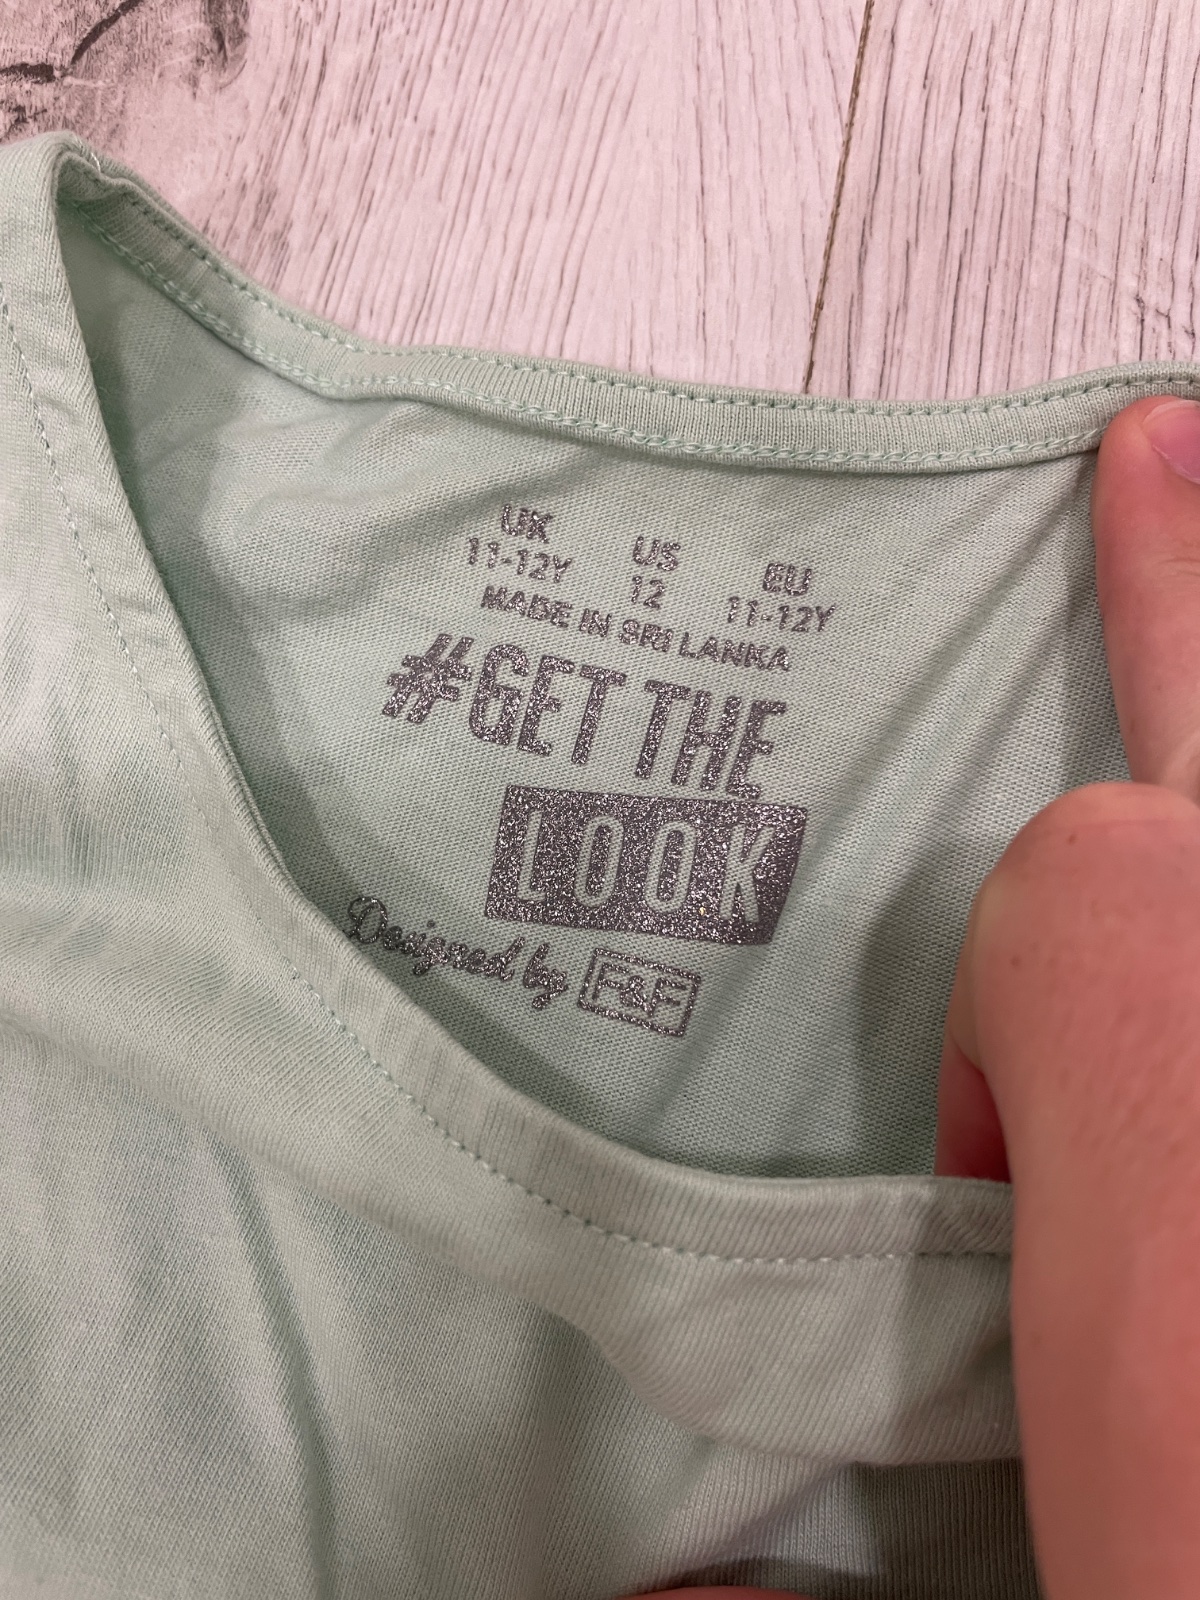 UK US EU
11-12Y 12 11-12Y
MADE IN SRI LANKA
#GET THE
LOOK
Designed by F&F